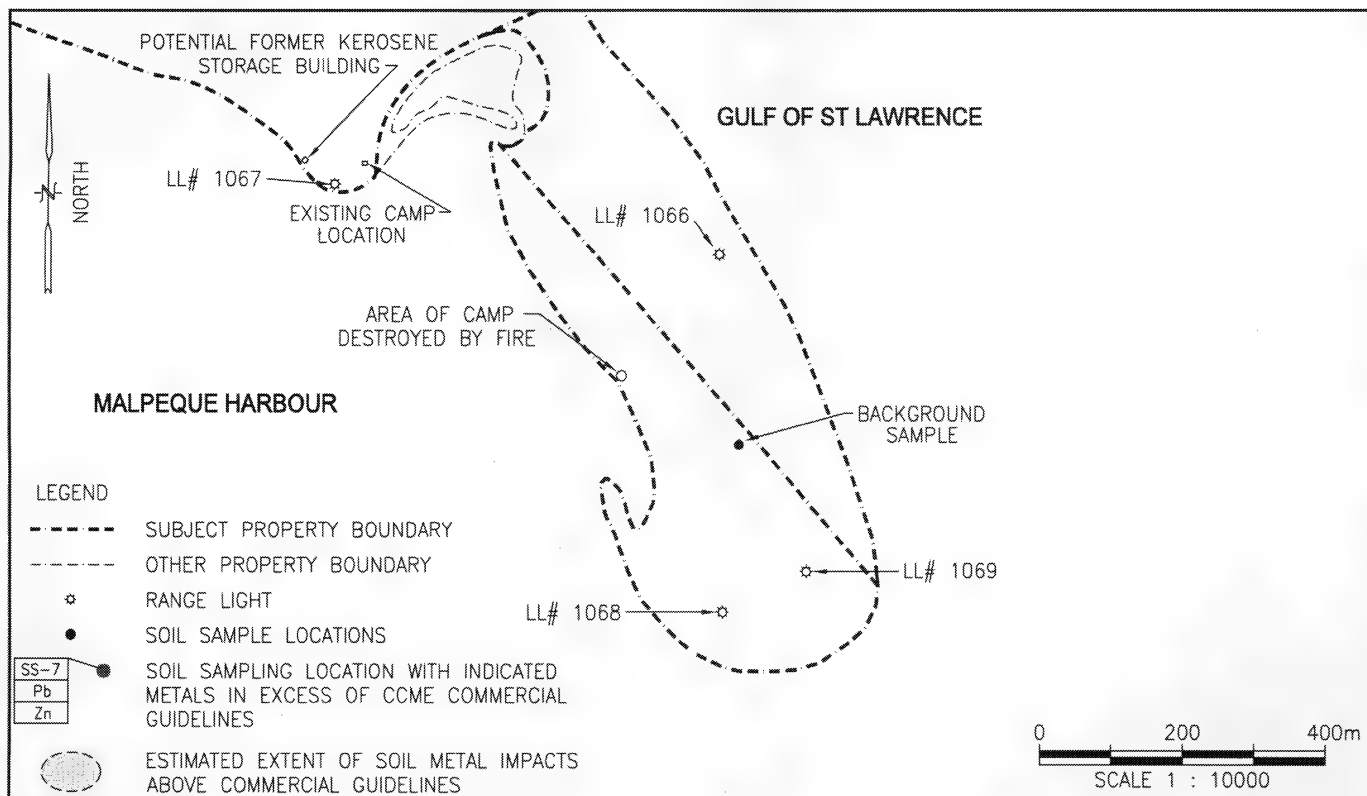 POTENTIAL FORMER KEROSENE
STORAGE BUILDING
GULF OF ST LAWRENCE
NORTH
LL# 1067
EXISTING CAMP
LOCATION
LL# 1066
AREA OF CAMP
DESTROYED BY FIRE
MALPEQUE HARBOUR
BACKGROUND
SAMPLE
LEGEND
SUBJECT PROPERTY BOUNDARY
OTHER PROPERTY BOUNDARY
RANGE LIGHT
SOIL SAMPLE LOCATIONS
SS-7
Pb
Zn
SOIL SAMPLING LOCATION WITH INDICATED
METALS IN EXCESS OF CCME COMMERCIAL
GUIDELINES
ESTIMATED EXTENT OF SOIL METAL IMPACTS
ABOVE COMMERCIAL GUIDELINES
LL# 1069
LL# 1068
0 200 400m
SCALE 1 : 10000